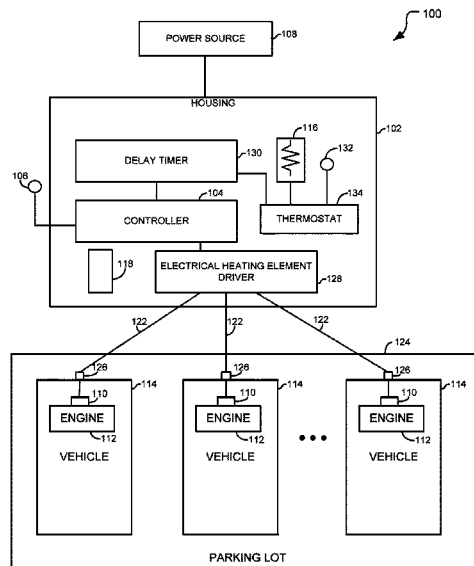 100
POWER SOURCE
108
HOUSING
102
116
132
DELAY TIMER
130
106
104
134
CONTROLLER
THERMOSTAT
118
ELECTRICAL HEATING ELEMENT
DRIVER
128
122
122
122
124
126
126
126
114
114
114
110
110
110
ENGINE
ENGINE
ENGINE
112
112
112
VEHICLE
VEHICLE
VEHICLE
PARKING LOT